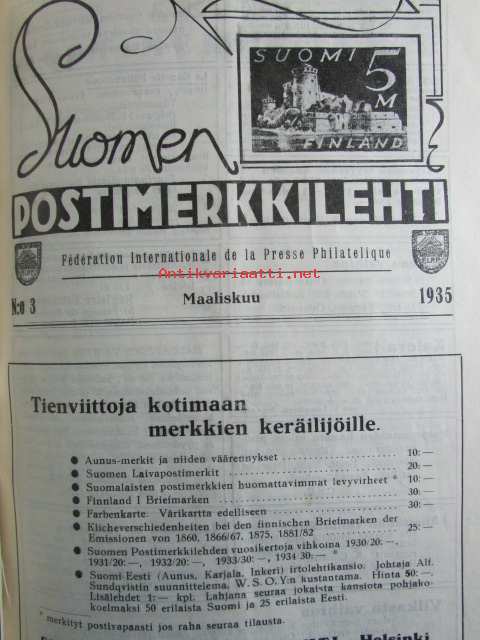 Suomen
SUOMI 5
M
FINLAND
POSTIMERKKILEHTI
Fédération internationale de la Presse Philatelique
Antikvariaatti.net
N:o 3 Maaliskuu 1935
Tienviittoja kotimaan
merkkien keräilijöille.
● Aunus-merkit ja niiden väärennykset 10: —
● Suomen Laivapostimerkit 20: —
● Suomalaisten postimerkkien huomattavimmat levyvirheet * 10: —
● Finnland I Briefmarken 30: —
● Farbenkarte. Värikartta edelliseen 30: —
● Klicheverschiedenheiten bei den finnischen Briefmarken der
Emissionen von 1860, 1866/67, 1875, 1881/82 25: —
● Suomen Postimerkkilehden vuosikertoja vihkoina 1930/20: —,
1931/20: —, 1932/20: —, 1933/30: —, 1934 30: — *
● Suomi-Eesti (Aunus, Karjala, Inkeri) irtolehtikansio. Johtaja Alf.
Sundqvistin suunnittelema. W. S. O. Y:n kustantama. Hinta 50: —,
Lisälehdet 1: — kpl. Lahjana seuraa jokaista kansiota pohjako-
koelmaksi 50 erilaista Suomi ja 25 erilaista Eesti.
* merkityt postivapaasti jos raha seuraa tilausta.
Helsinki